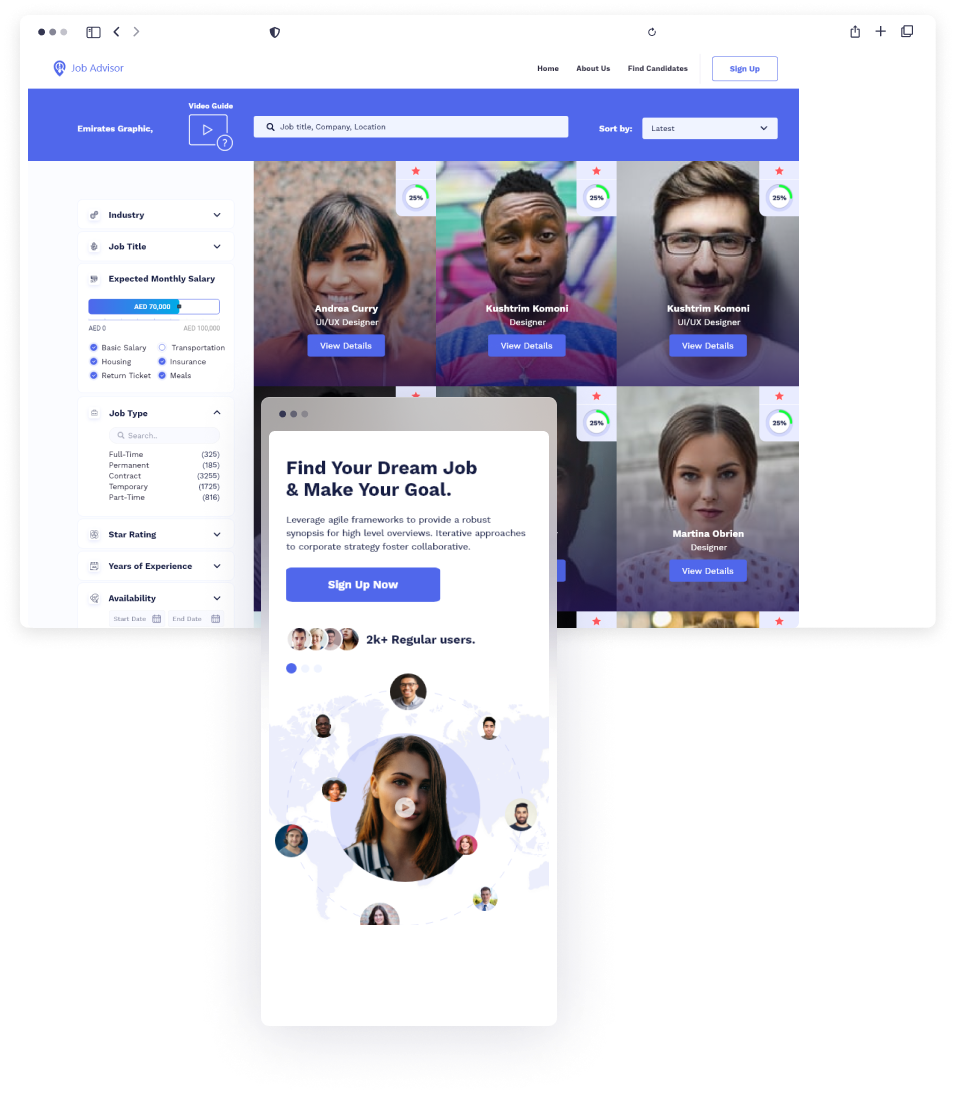 Job Advisor
Home About Us Find Candidates Sign Up
Video Guide
Emirates Graphic,
?
Job title, Company, Location
Sort by: Latest
Industry
Job Title
Expected Monthly Salary
AED 70,000
AED 0 AED 100,000
Basic Salary Transportation
Housing Insurance
Return Ticket Meals
Job Type
Search..
Full-Time (325)
Permanent (185)
Contract (3255)
Temporary (1725)
Part-Time (816)
Star Rating
Years of Experience
Availability
Start Date End Date
25%
Andrea Curry
UI/UX Designer
View Details
25%
Kushtrim Komoni
Designer
View Details
25%
Kushtrim Komoni
UI/UX Designer
View Details
25%
25%
Martina Obrien
Designer
View Details
Find Your Dream Job
& Make Your Goal.
Leverage agile frameworks to provide a robust
synopsis for high level overviews. Iterative approaches
to corporate strategy foster collaborative.
Sign Up Now
2k+ Regular users.